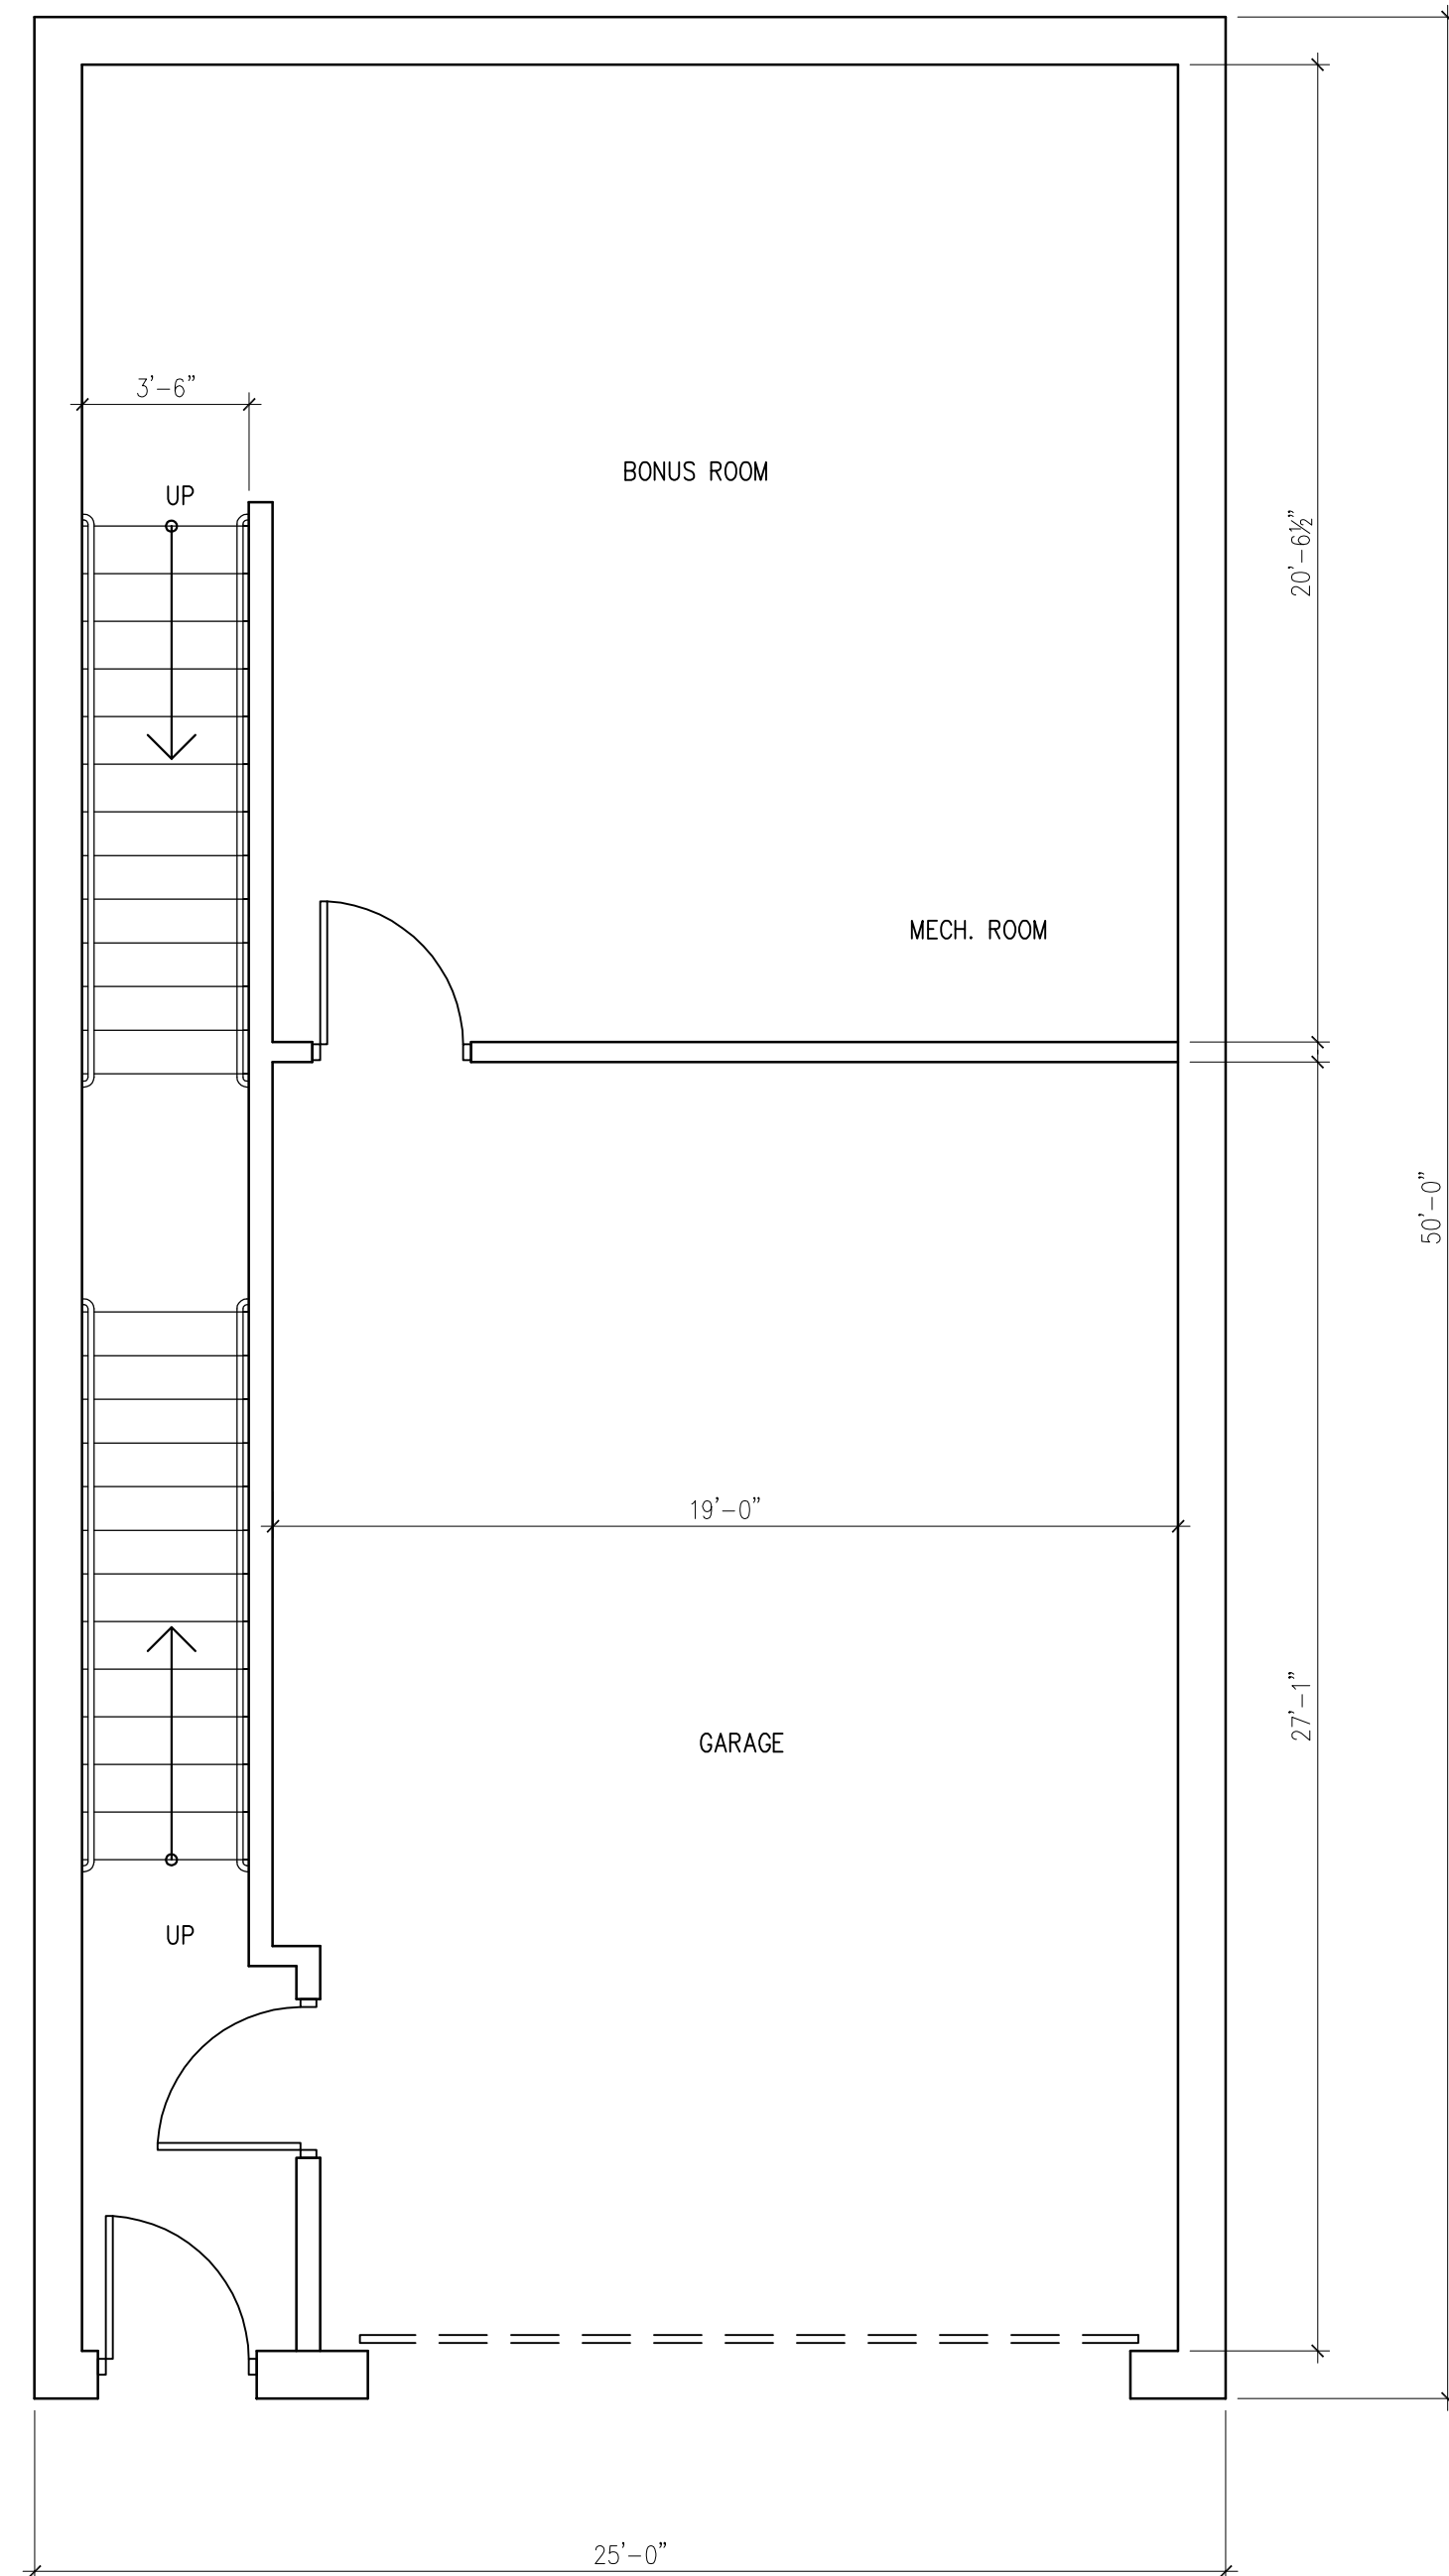 3'-6"
BONUS ROOM
UP
20'-6½"
MECH. ROOM
50'-0"
19'-0"
27'-1"
GARAGE
UP
25'-0"